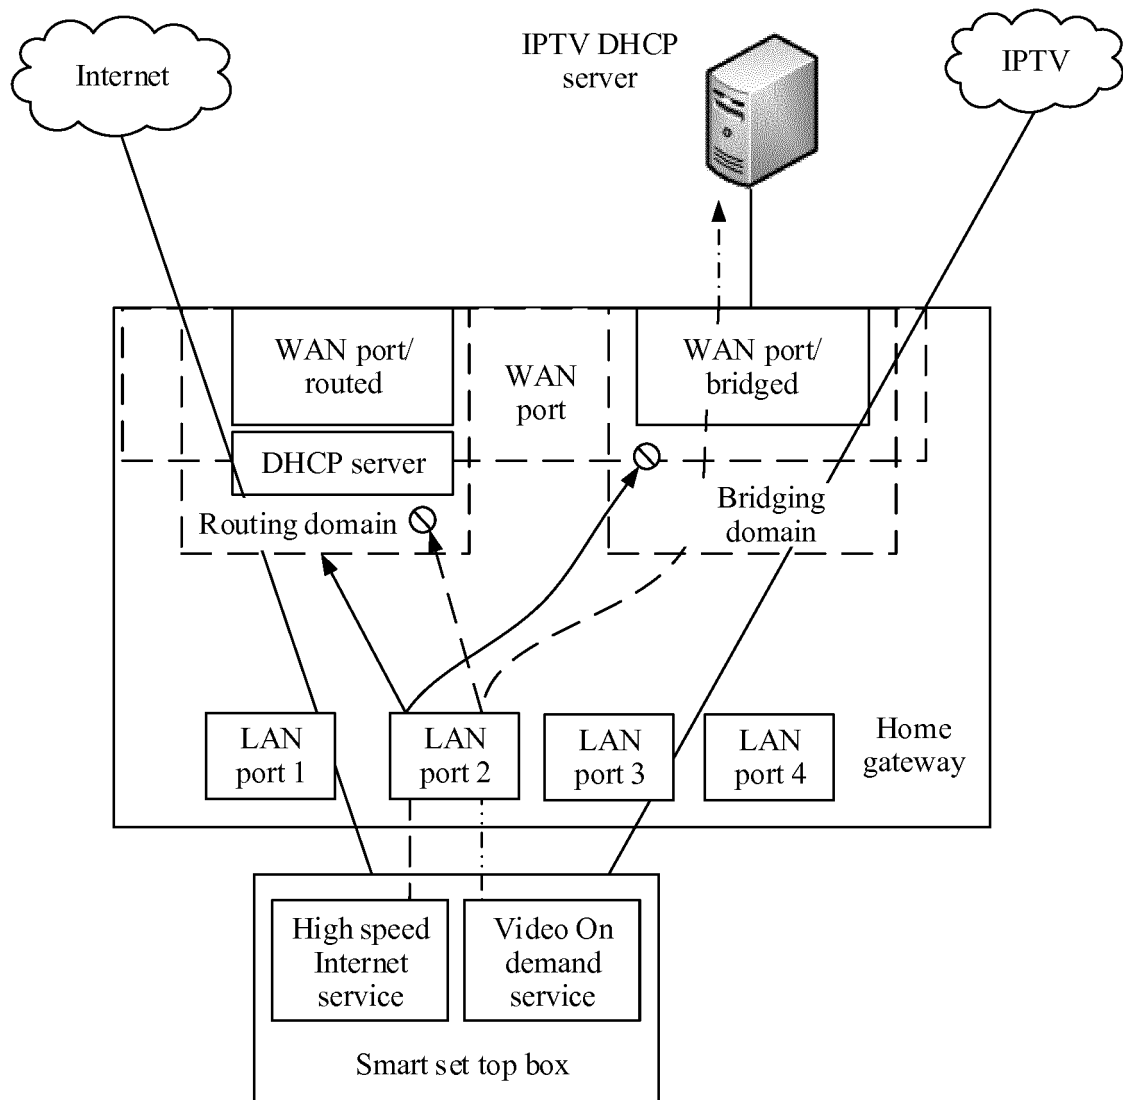 Internet
IPTV DHCP
server
IPTV
WAN port/
routed
WAN
port
WAN port/
bridged
DHCP server
Routing domain
Bridging
domain
LAN
port 1
LAN
port 2
LAN
port 3
LAN
port 4
Home
gateway
High speed
Internet
service
Video On
demand
service
Smart set top box